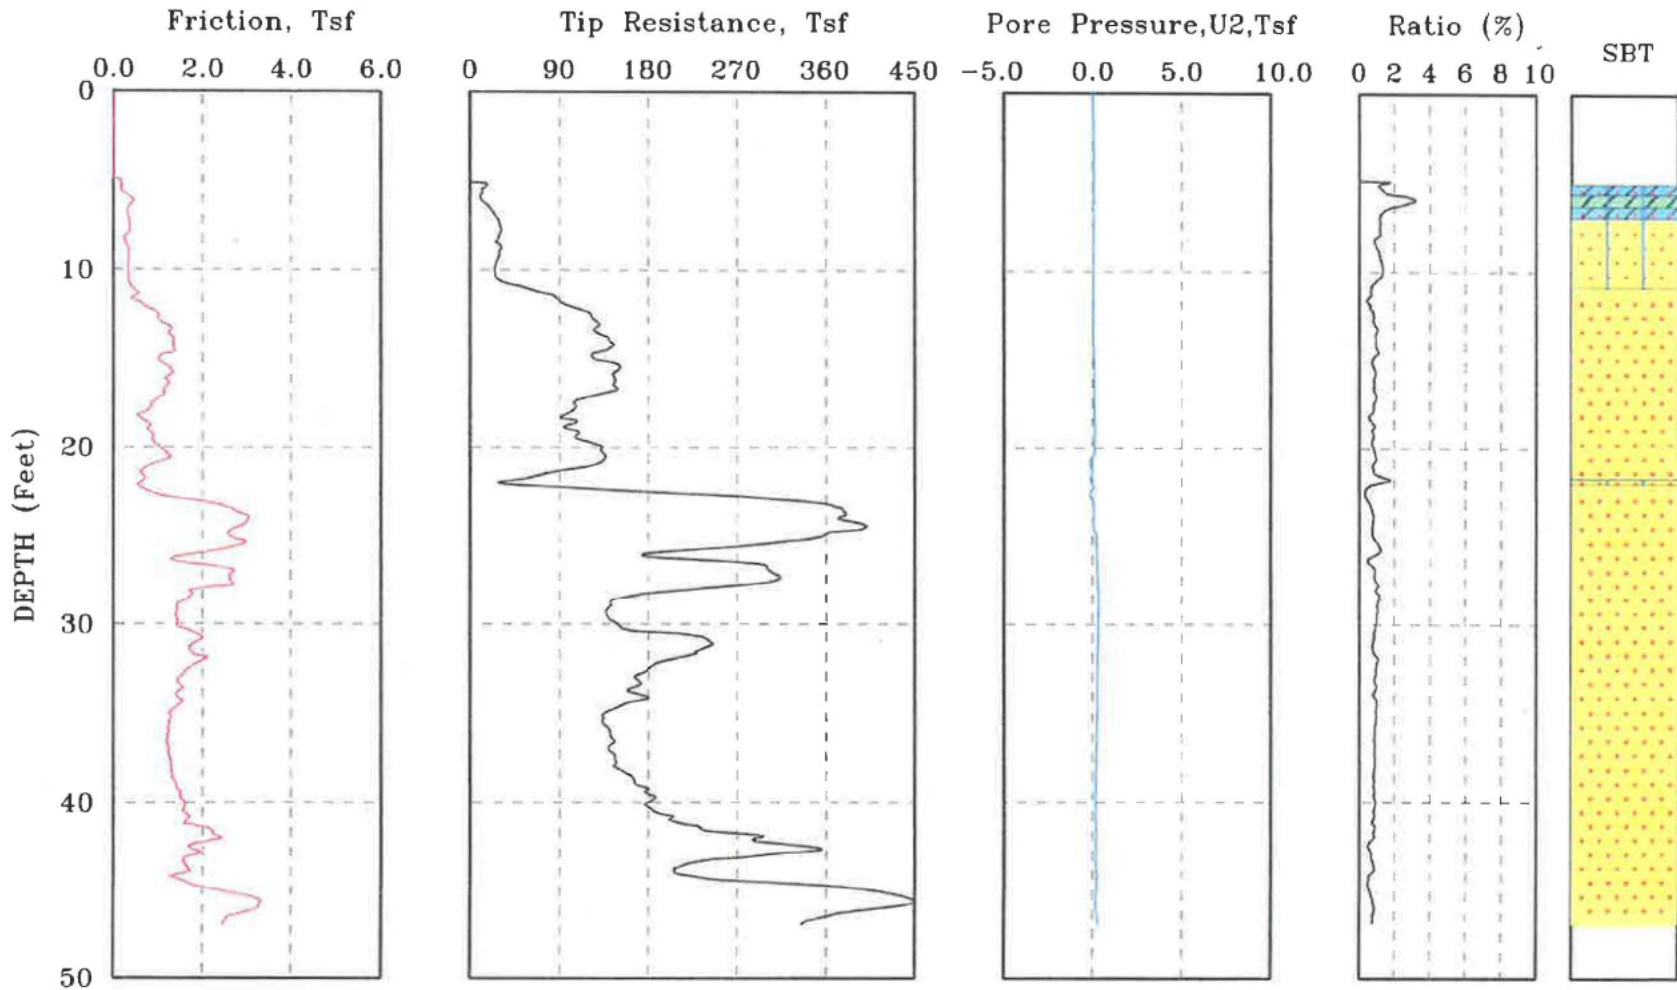 Friction, Tsf
Tip Resistance, Tsf
Pore Pressure,U2,Tsf
Ratio (%)
SBT
0.0 2.0 4.0 6.0
0 90 180 270 360 450
-5.0 0.0 5.0 10.0
0 2 4 6 8 10
0
10
20
30
40
50
DEPTH (Feet)